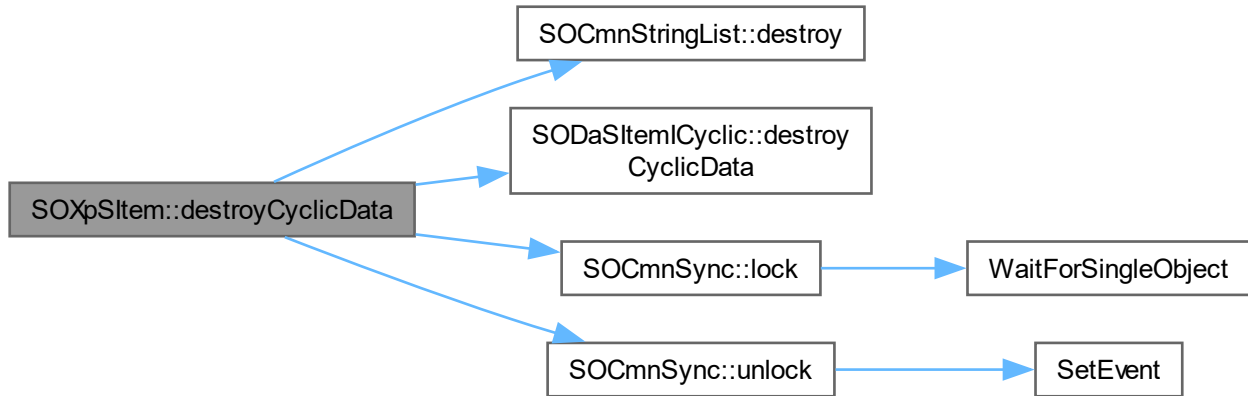 SOCmnStringList::destroy
SODaSItemICyclic::destroy
CyclicData
SOXpSItem::destroyCyclicData
SOCmnSync::lock
WaitForSingleObject
SOCmnSync::unlock
SetEvent